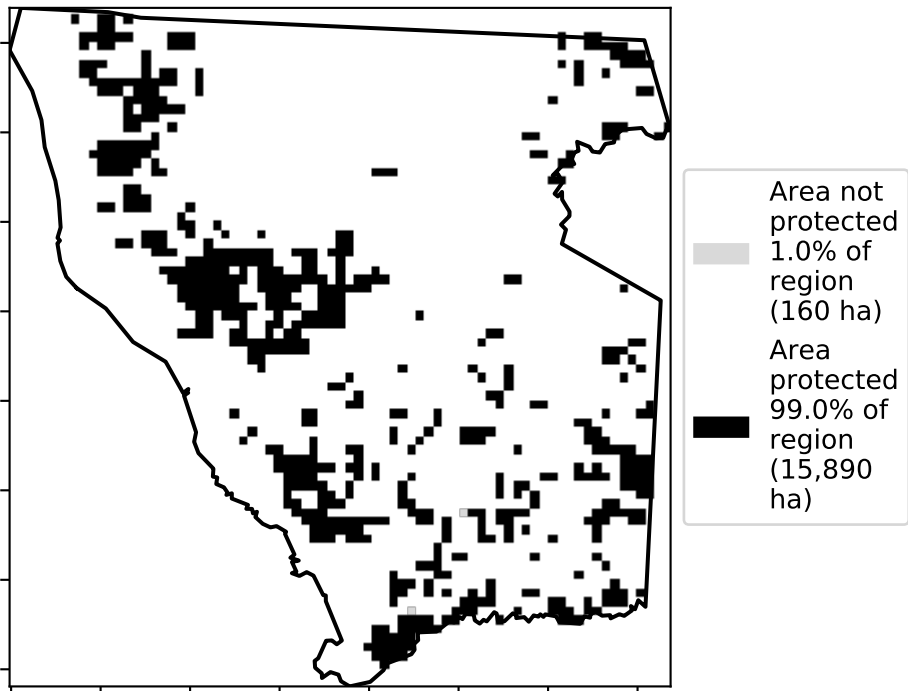 Area not
protected
1.0% of
region
(160 ha)
Area
protected
99.0% of
region
(15,890
ha)